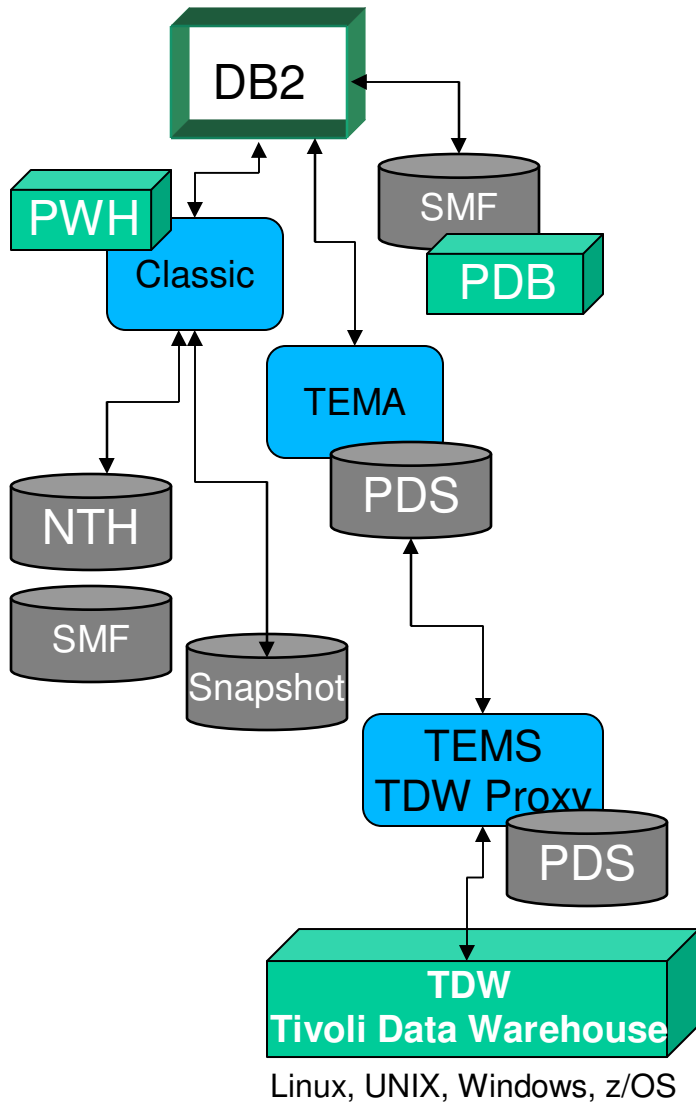 DB2
SMF
PWH
PDB
Classic
TEMA
PDS
NTH
SMF
Snapshot
TEMS
TDW Proxy
PDS
TDW
Tivoli Data Warehouse
Linux, UNIX, Windows, z/OS